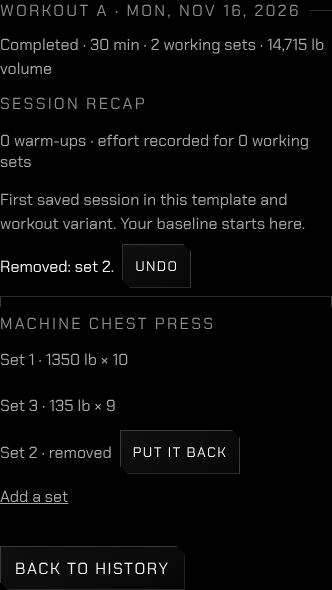 WORKOUT A · MON, NOV 16, 2026
Completed · 30 min · 2 working sets · 14,715 lb
volume
SESSION RECAP
0 warm-ups · effort recorded for 0 working
sets
First saved session in this template and
workout variant. Your baseline starts here.
Removed: set 2. UNDO
MACHINE CHEST PRESS
Set 1 · 1350 lb × 10
Set 3 · 135 lb × 9
Set 2 · removed PUT IT BACK
Add a set
BACK TO HISTORY